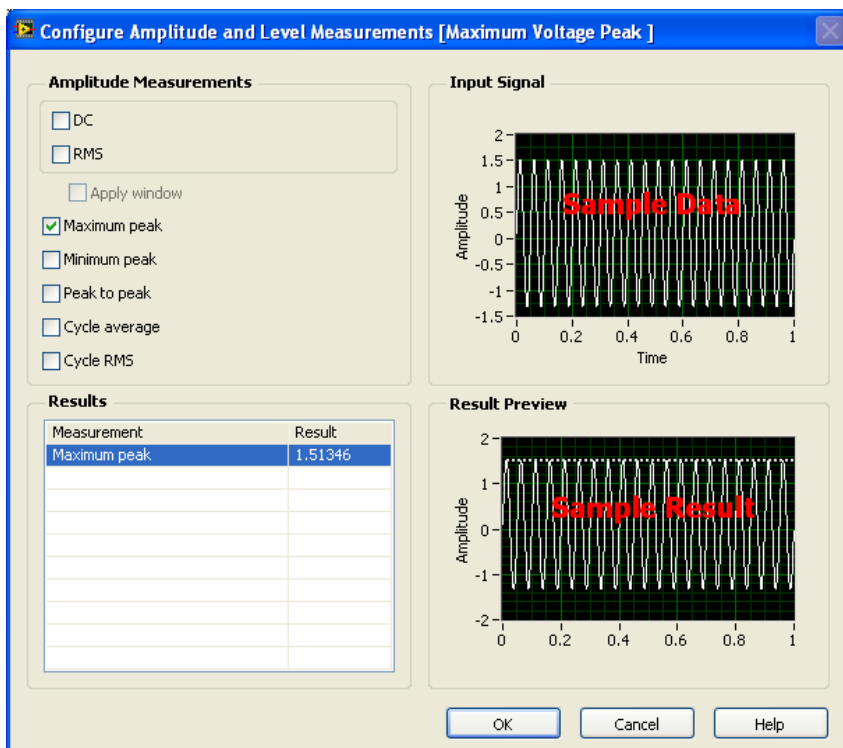 Configure Amplitude and Level Measurements [Maximum Voltage Peak ]
Amplitude Measurements
DC
RMS
Apply window
Maximum peak
Minimum peak
Peak to peak
Cycle average
Cycle RMS
Input Signal
2
1.5
1
0.5
0
-0.5
-1
-1.5
Amplitude
Sample Data
0 0.2 0.4 0.6 0.8 1
Time
Results
Measurement Result
Maximum peak 1.51346
Result Preview
2
1
0
-1
-2
Amplitude
Sample Result
0 0.2 0.4 0.6 0.8 1
OK Cancel Help